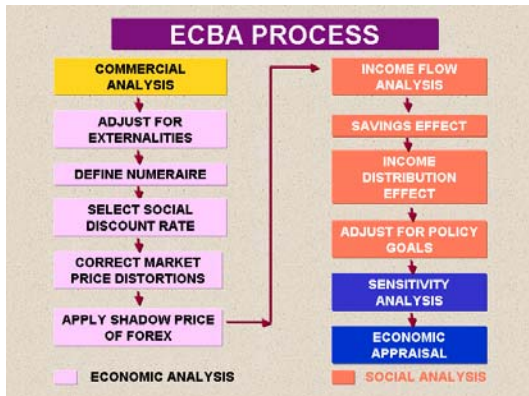 ECBA PROCESS
COMMERCIAL
ANALYSIS
ADJUST FOR
EXTERNALITIES
DEFINE NUMERAIRE
SELECT SOCIAL
DISCOUNT RATE
CORRECT MARKET
PRICE DISTORTIONS
APPLY SHADOW PRICE
OF FOREX
ECONOMIC ANALYSIS
INCOME FLOW
ANALYSIS
SAVINGS EFFECT
INCOME
DISTRIBUTION
EFFECT
ADJUST FOR POLICY
GOALS
SENSITIVITY
ANALYSIS
ECONOMIC
APPRAISAL
SOCIAL ANALYSIS